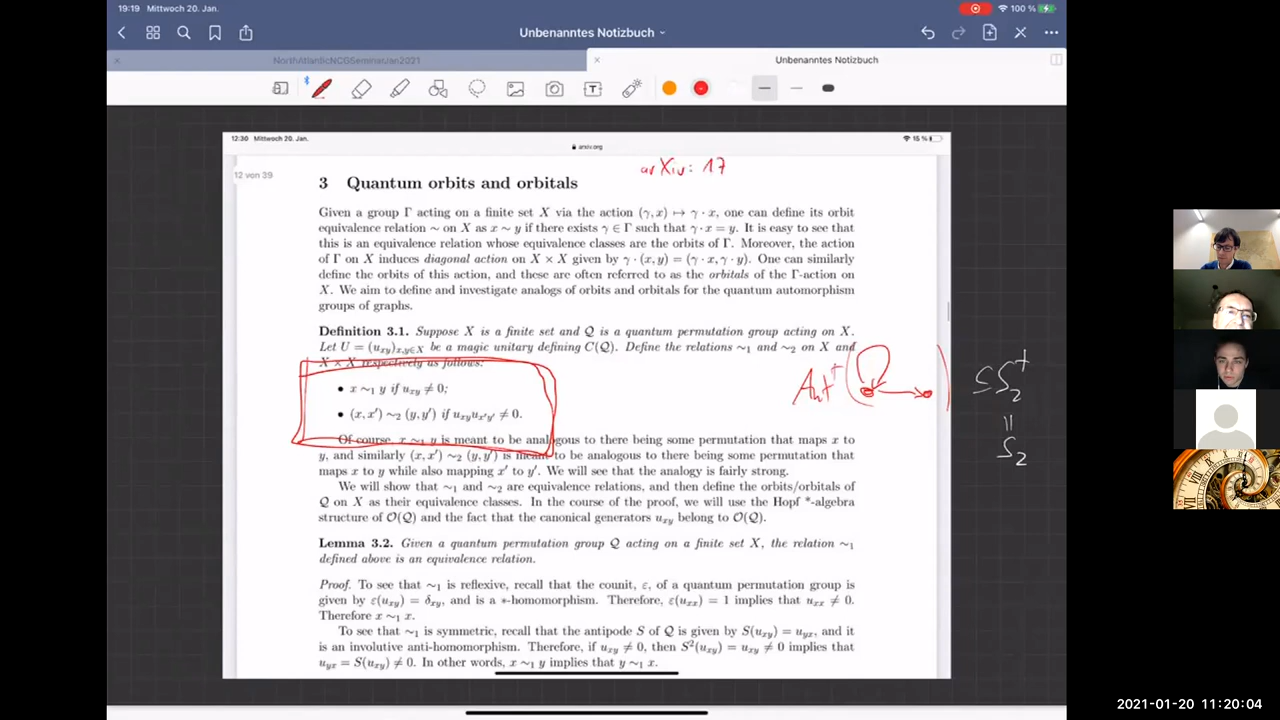 19:19 Mittwoch 20. Jan.
100 %
Unbenanntes Notizbuch
NorthAtlanticNCGSeminarJan2021
Unbenanntes Notizbuch
12:30 Mittwoch 20. Jan.
15 %
arxiv.org
12 von 39
arXiv: 17
3 Quantum orbits and orbitals
Given a group Γ acting on a finite set X via the action (γ, x) ↦ γ · x, one can define its orbit
equivalence relation ∼ on X as x ∼ y if there exists γ ∈ Γ such that γ · x = y. It is easy to see that
this is an equivalence relation whose equivalence classes are the orbits of Γ. Moreover, the action
of Γ on X induces diagonal action on X × X given by γ · (x, y) = (γ · x, γ · y). One can similarly
define the orbits of this action, and these are often referred to as the orbitals of the Γ-action on
X. We aim to define and investigate analogs of orbits and orbitals for the quantum automorphism
groups of graphs.
Definition 3.1. Suppose X is a finite set and Q is a quantum permutation group acting on X.
Let U = (u_xy)_x,y∈X be a magic unitary defining C(Q). Define the relations ∼₁ and ∼₂ on X and
X × X respectively as follows:
• x ∼₁ y if u_xy ≠ 0;
• (x, x′) ∼₂ (y, y′) if u_xy u_x′y′ ≠ 0.
Aut⁺ ( )
⊆ S₂⁺
=
S₂
Of course, x ∼₁ y is meant to be analogous to there being some permutation that maps x to
y, and similarly (x, x′) ∼₂ (y, y′) is meant to be analogous to there being some permutation that
maps x to y while also mapping x′ to y′. We will see that the analogy is fairly strong.
We will show that ∼₁ and ∼₂ are equivalence relations, and then define the orbits/orbitals of
Q on X as their equivalence classes. In the course of the proof, we will use the Hopf *-algebra
structure of O(Q) and the fact that the canonical generators u_xy belong to O(Q).
Lemma 3.2. Given a quantum permutation group Q acting on a finite set X, the relation ∼₁
defined above is an equivalence relation.
Proof. To see that ∼₁ is reflexive, recall that the counit, ε, of a quantum permutation group is
given by ε(u_xy) = δ_xy, and is a *-homomorphism. Therefore, ε(u_xx) = 1 implies that u_xx ≠ 0.
Therefore x ∼₁ x.
To see that ∼₁ is symmetric, recall that the antipode S of Q is given by S(u_xy) = u_yx, and it
is an involutive anti-homomorphism. Therefore, if u_xy ≠ 0, then S²(u_xy) = u_xy ≠ 0 implies that
u_yx = S(u_xy) ≠ 0. In other words, x ∼₁ y implies that y ∼₁ x.
2021-01-20 11:20:04